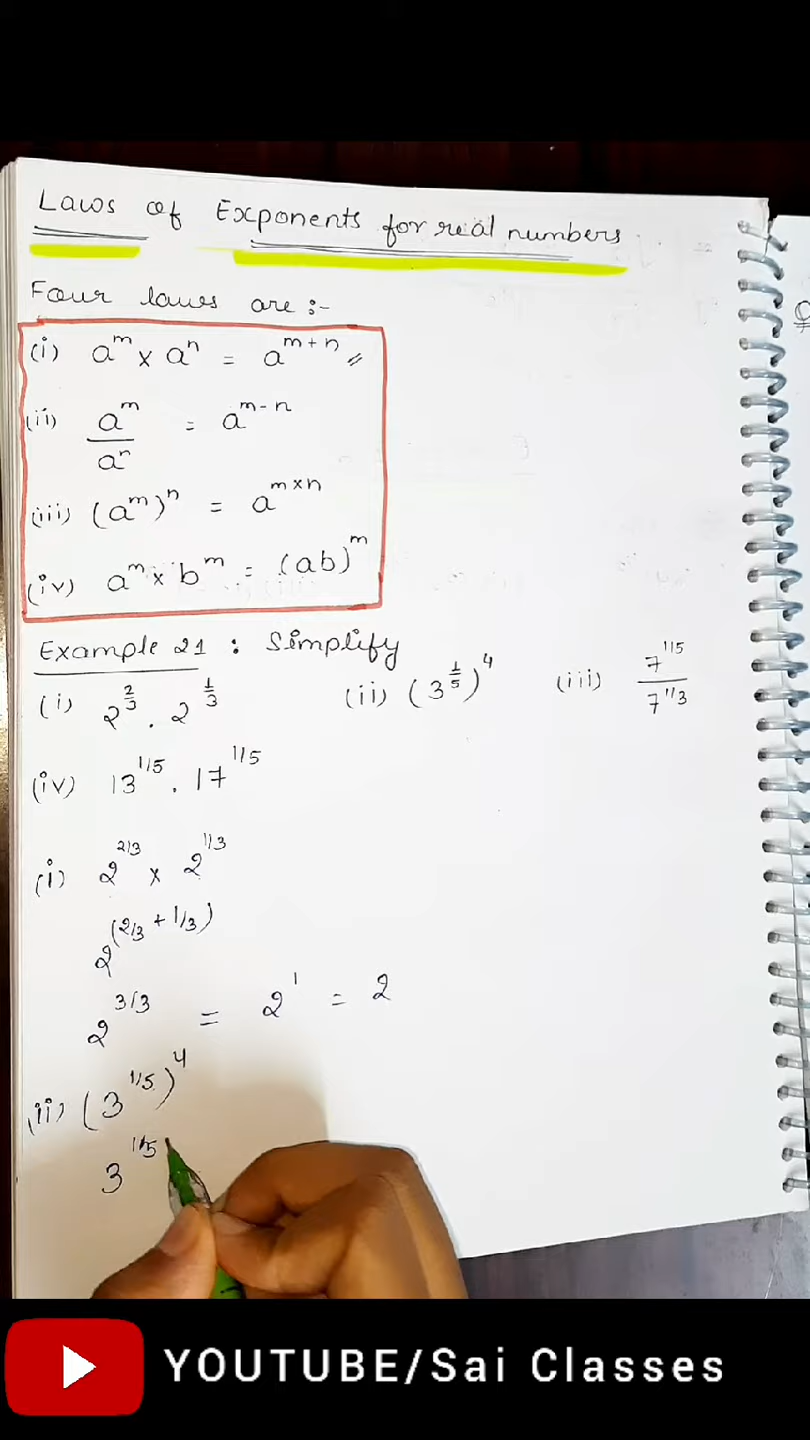 Laws of Exponents for real numbers
Four laws are :-
(i) a^m x a^n = a^(m+n) //
(ii) a^m / a^n = a^(m-n)
(iii) (a^m)^n = a^(m×n)
(iv) a^m x b^m = (ab)^m
Example 21 : Simplify
(i) 2^(2/3) . 2^(1/3) (ii) (3^(1/5))^4 (iii) 7^(1/5) / 7^(1/3)
(iv) 13^(1/5) . 17^(1/5)
(i) 2^(2/3) x 2^(1/3)
2^(2/3 + 1/3)
2^(3/3) = 2^1 = 2
(ii) (3^(1/5))^4
3^(1/5)
YOUTUBE/Sai Classes